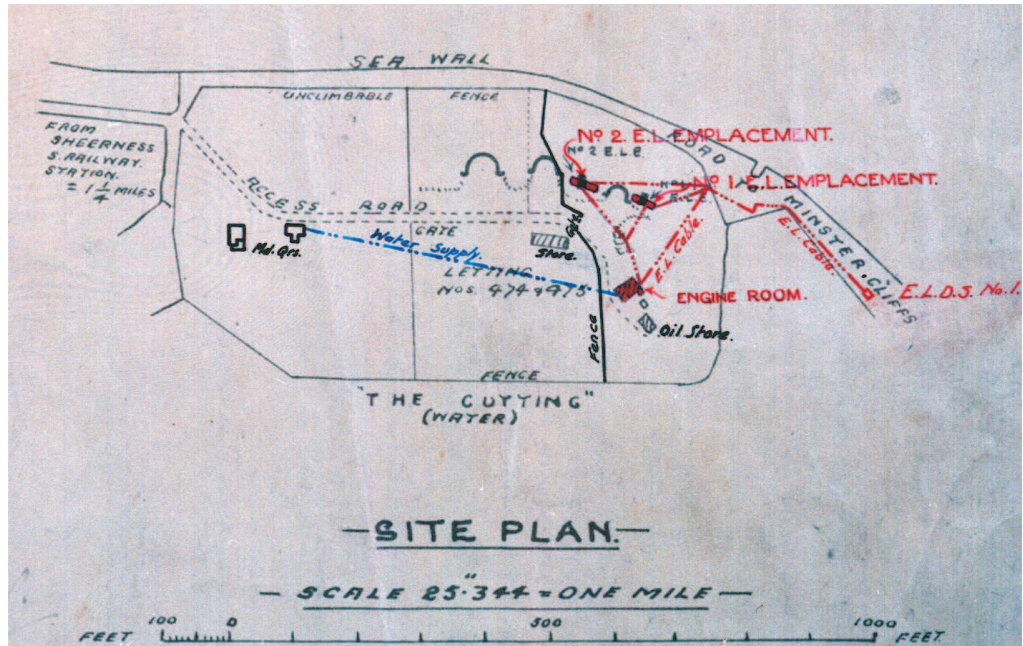 SEA WALL
UNCLIMBABLE FENCE
FROM
SHEERNESS
S. RAILWAY.
STATION.
= 1 1/4 MILES
Nº 2. E.L. EMPLACEMENT.
Nº 2 E.L.E.
ROAD
TO
MINSTER, CLIFFS
Nº 1. E.L. EMPLACEMENT.
ACCESS ROAD
GATE
Gate
Md. Qrs.
Water Supply.
Store.
E.L. Cable.
E.L. Cable.
E.L.D.S. No. 1.
LETTING
NOS. 474 & 475
ENGINE ROOM.
Oil Store.
Fence
FENCE
"THE CUTTING"
(WATER)
—SITE PLAN.—
— SCALE 25".344 = ONE MILE —
FEET 100 0 500 1000 FEET.